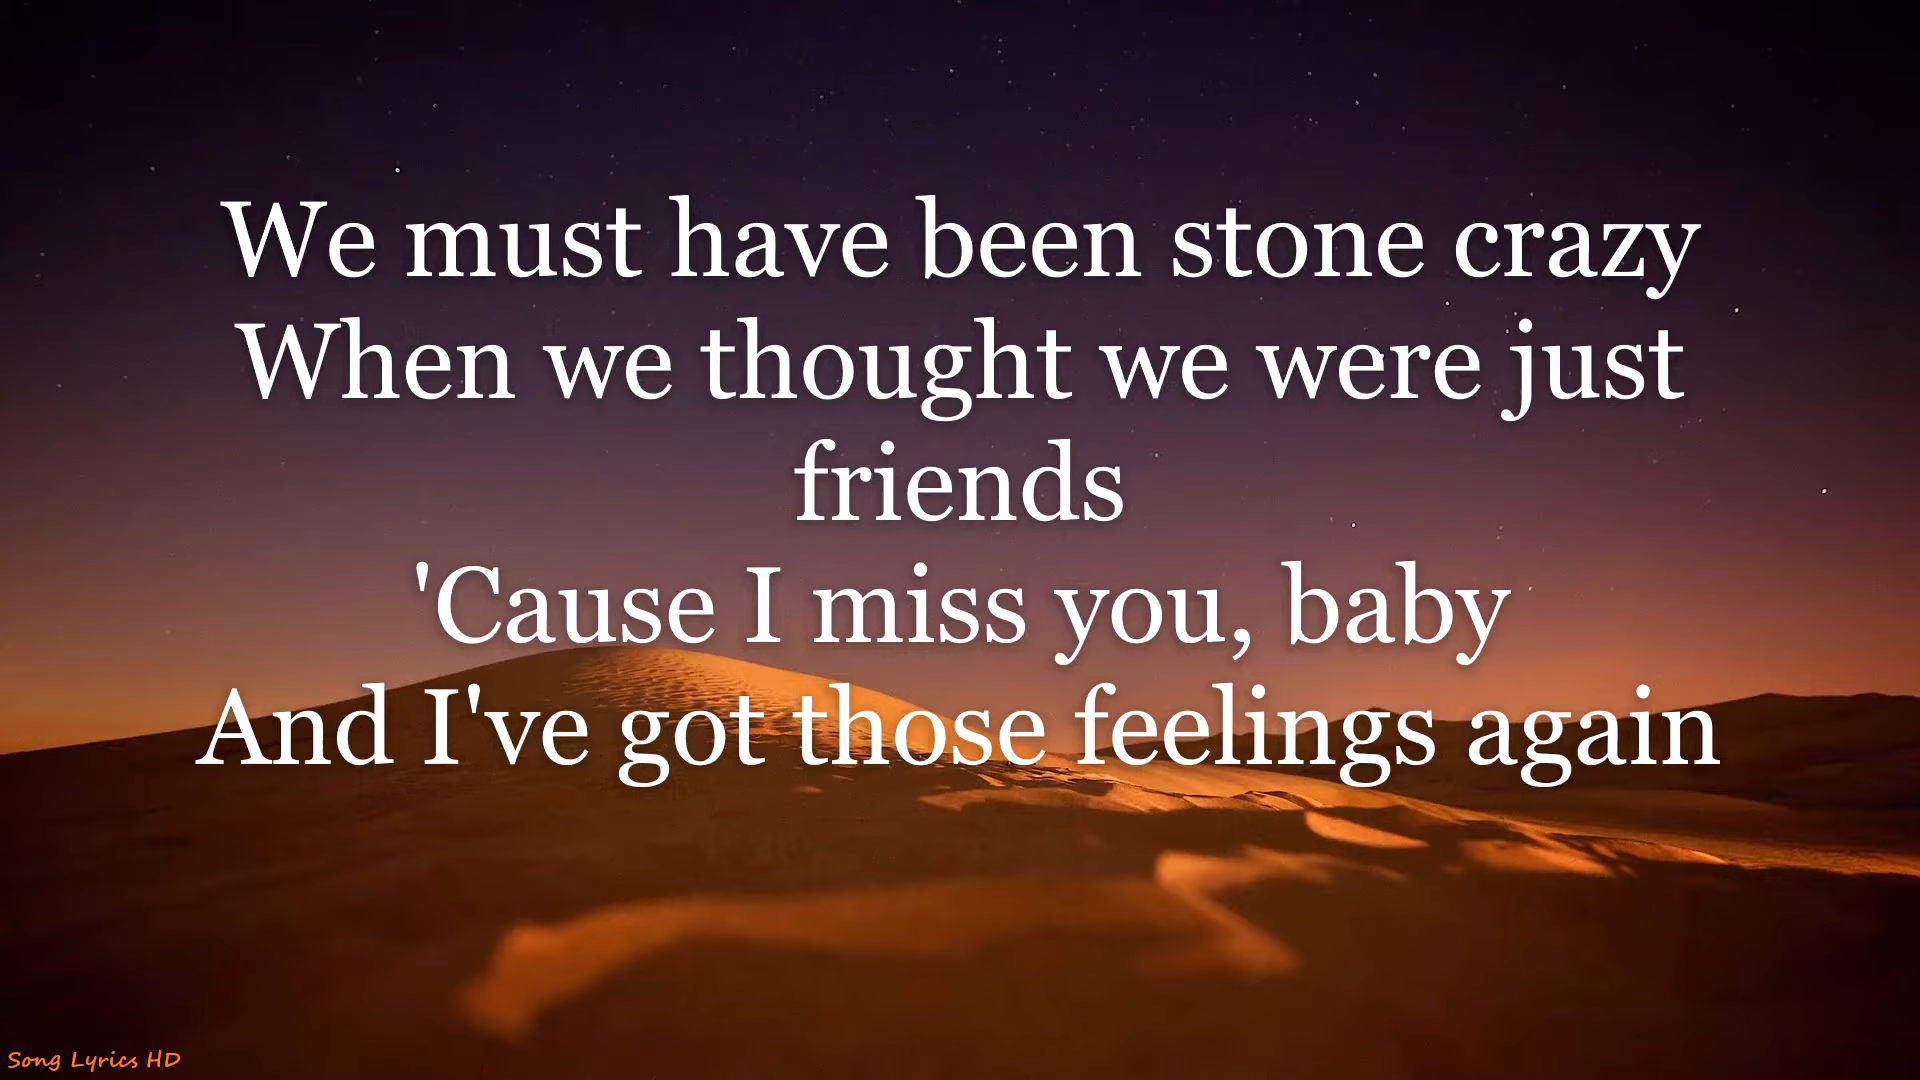 We must have been stone crazy
When we thought we were just
friends
'Cause I miss you, baby
And I've got those feelings again
Song Lyrics HD